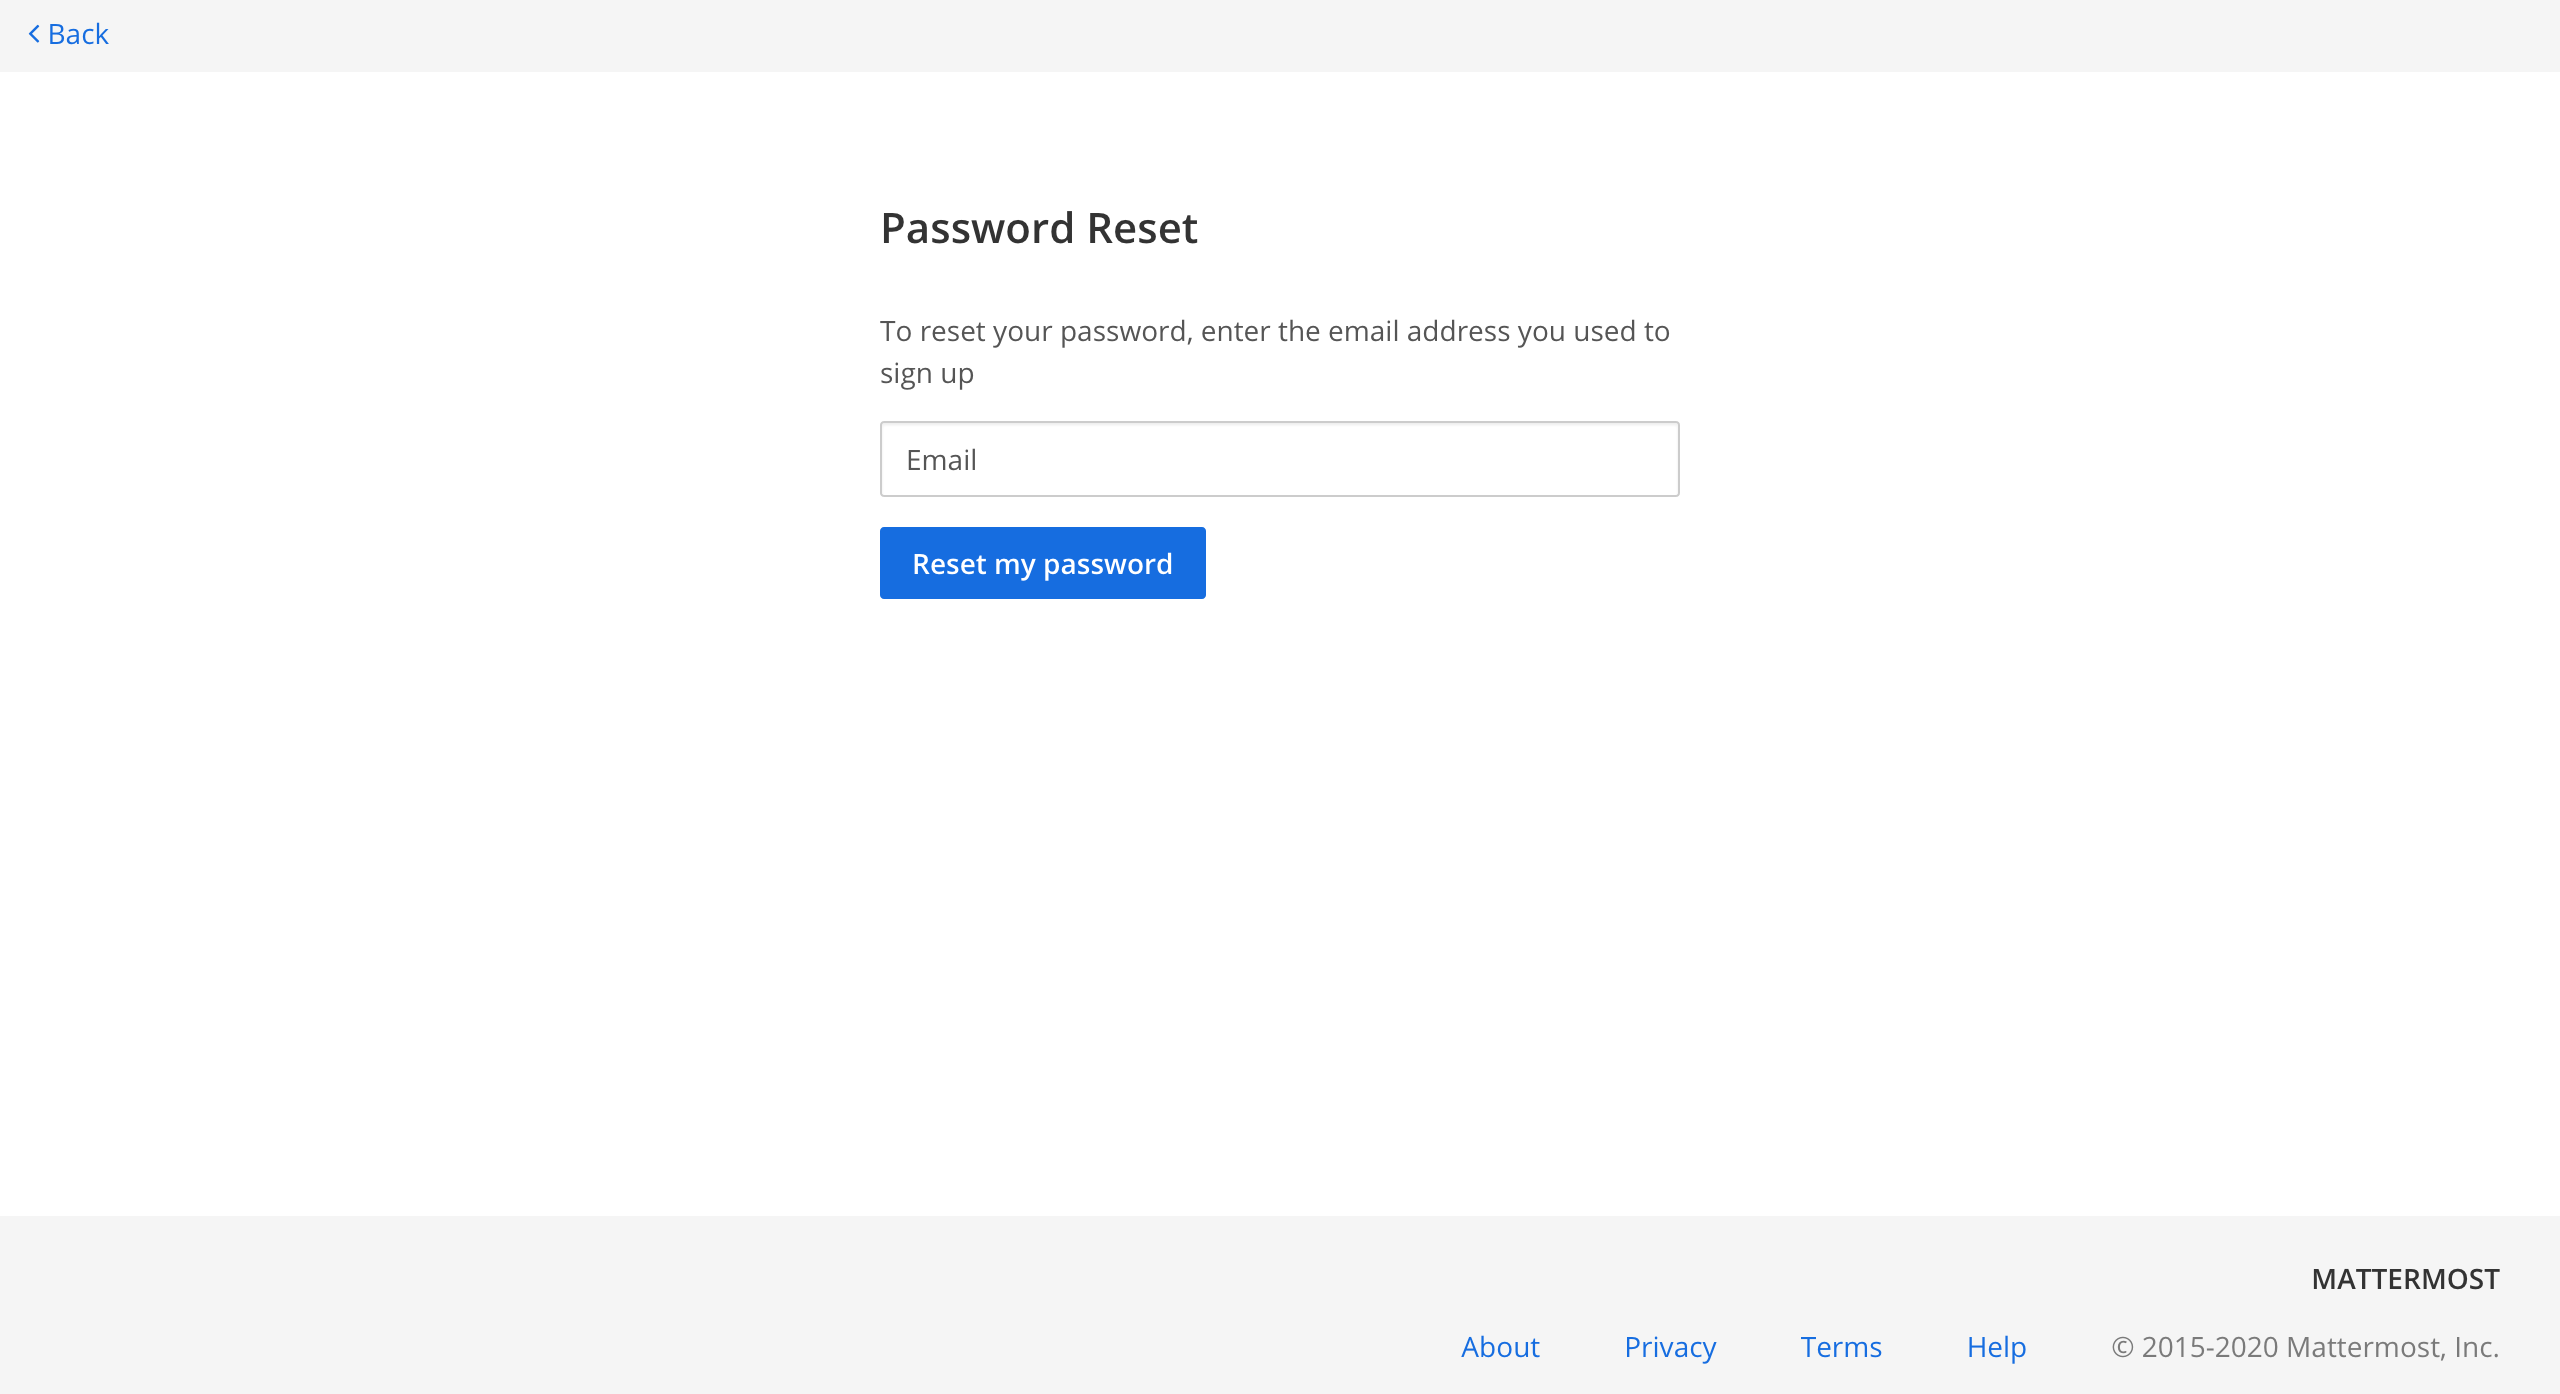 Back
Password Reset
To reset your password, enter the email address you used to
sign up
Email
Reset my password
MATTERMOST
About Privacy Terms Help © 2015-2020 Mattermost, Inc.